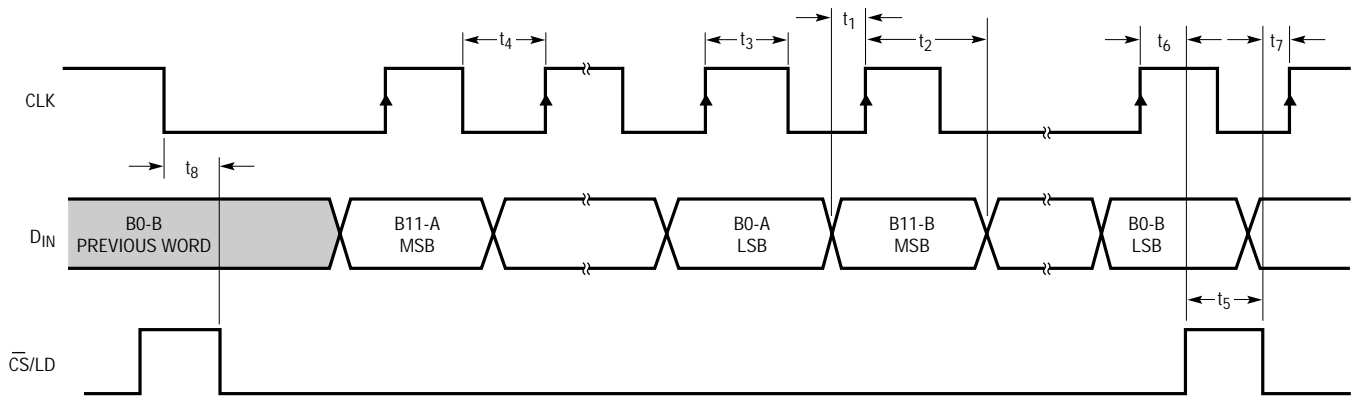 t1
t4
t3
t2
t6
t7
CLK
t8
DIN
B0-B
PREVIOUS WORD
B11-A
MSB
B0-A
LSB
B11-B
MSB
B0-B
LSB
t5
C̅S̅/LD